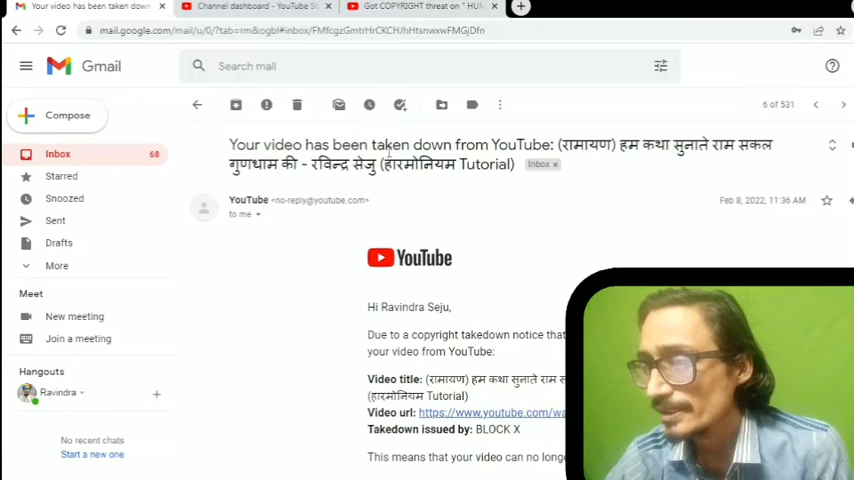 Your video has been taken down
Channel dashboard - YouTube St
Got COPYRIGHT threat on " HUM
mail.google.com/mail/u/0/?tab=rm&ogbl#inbox/FMfcgzGmtrHrCKCHJhHtsnwxwFMGjDfn
Gmail
Search mail
Compose
6 of 531
Inbox 68
Starred
Snoozed
Sent
Drafts
More
Meet
New meeting
Join a meeting
Hangouts
Ravindra
No recent chats
Start a new one
Your video has been taken down from YouTube: (रामायण) हम कथा सुनाते राम सकल
गुणधाम की - रविन्द्र सेजु (हारमोनियम Tutorial)
Inbox x
YouTube <no-reply@youtube.com>
Feb 8, 2022, 11:36 AM
to me
YouTube
Hi Ravindra Seju,
Due to a copyright takedown notice that
your video from YouTube:
Video title: (रामायण) हम कथा सुनाते राम स
(हारमोनियम Tutorial)
Video url: https://www.youtube.com/wa
Takedown issued by: BLOCK X
This means that your video can no longe